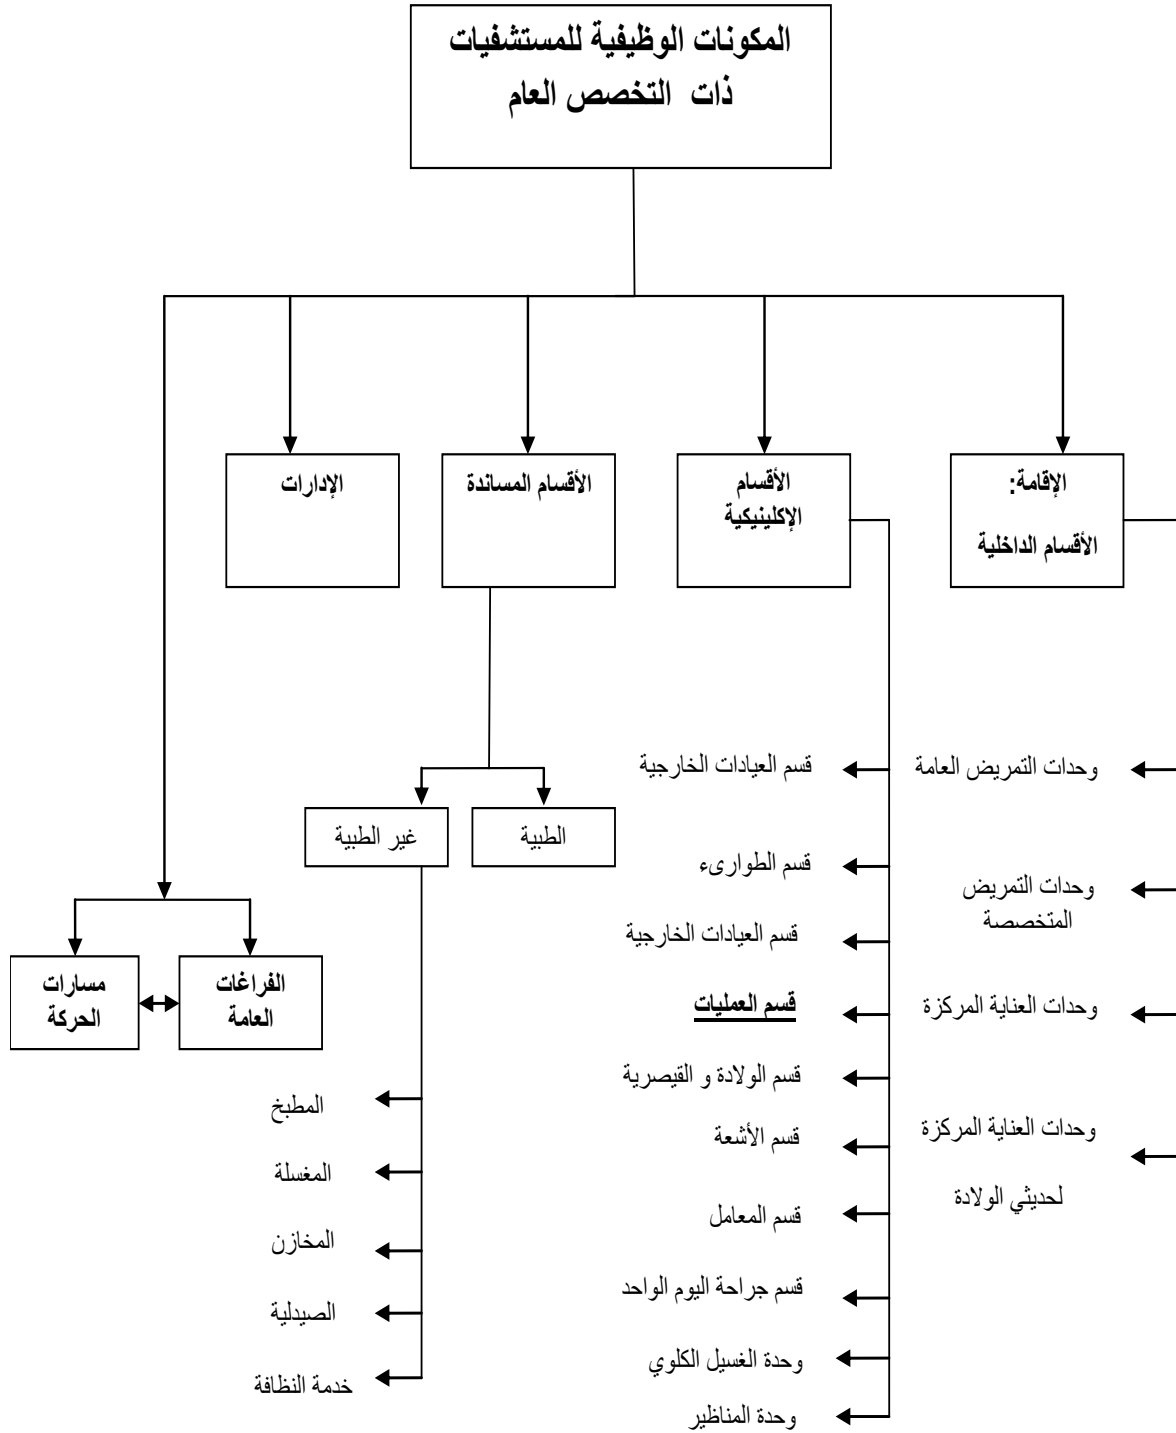 المكونات الوظيفية للمستشفيات
ذات التخصص العام
الإقامة:
الأقسام الداخلية
الأقسام
الإكلينيكية
الأقسام المساندة
الإدارات
وحدات التمريض العامة
وحدات التمريض
المتخصصة
وحدات العناية المركزة
وحدات العناية المركزة
لحديثي الولادة
قسم العيادات الخارجية
قسم الطوارىء
قسم العيادات الخارجية
قسم العمليات
قسم الولادة و القيصرية
قسم الأشعة
قسم المعامل
قسم جراحة اليوم الواحد
وحدة الغسيل الكلوي
وحدة المناظير
الطبية
غير الطبية
المطبخ
المغسلة
المخازن
الصيدلية
خدمة النظافة
الفراغات
العامة
مسارات
الحركة